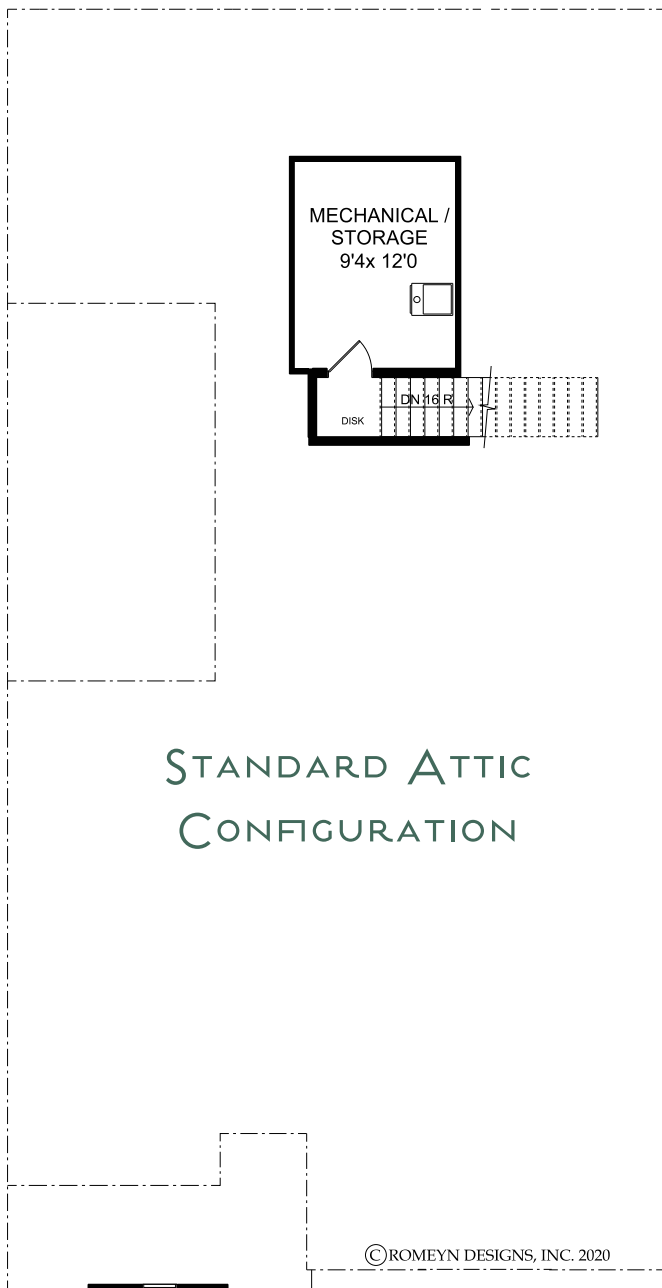 MECHANICAL /
STORAGE
9'4x 12'0
DN 16 R
DISK
STANDARD ATTIC
CONFIGURATION
©ROMEYN DESIGNS, INC. 2020